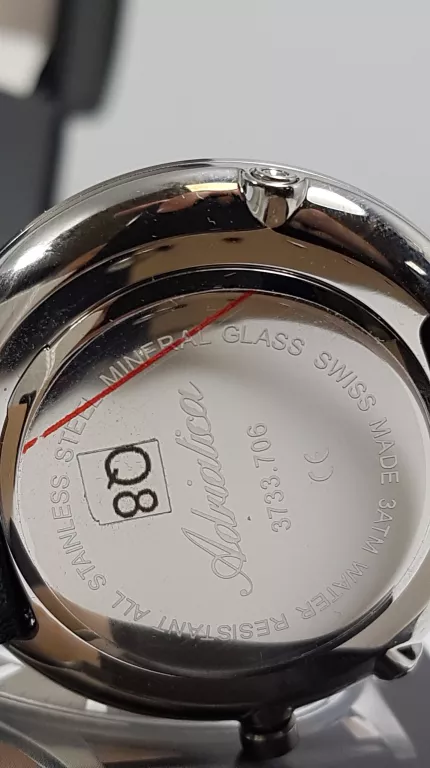 ALL STAINLESS STEEL MINERAL GLASS SWISS MADE 3ATM WATER RESISTANT
Q8
Adriatica
3733.706
CE